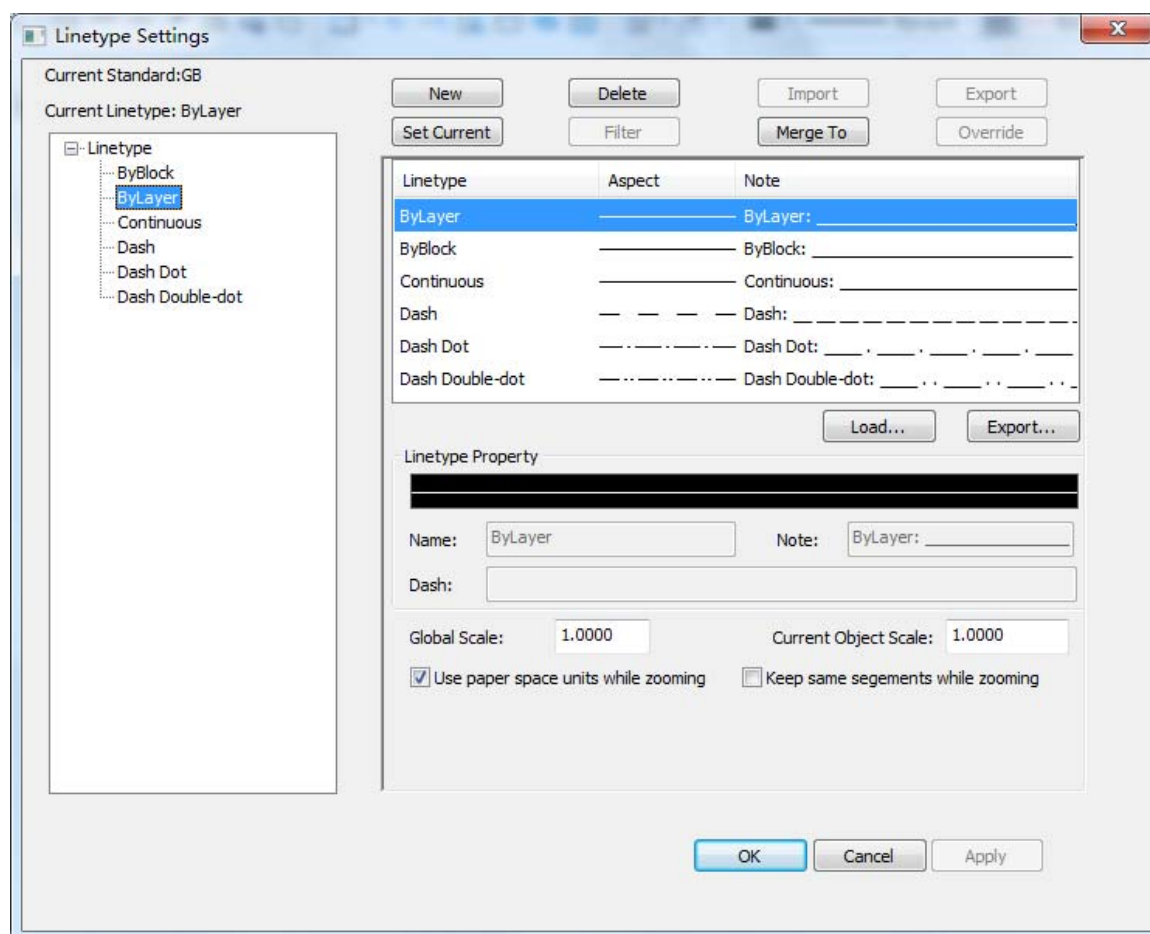 Linetype Settings
Current Standard:GB
Current Linetype: ByLayer
New
Delete
Import
Export
Set Current
Filter
Merge To
Override
Linetype
ByBlock
ByLayer
Continuous
Dash
Dash Dot
Dash Double-dot
Linetype Aspect Note
ByLayer ByLayer:
ByBlock ByBlock:
Continuous Continuous:
Dash Dash:
Dash Dot Dash Dot:
Dash Double-dot Dash Double-dot:
Load... Export...
Linetype Property
Name: ByLayer Note: ByLayer:
Dash:
Global Scale: 1.0000 Current Object Scale: 1.0000
Use paper space units while zooming Keep same segements while zooming
OK Cancel Apply